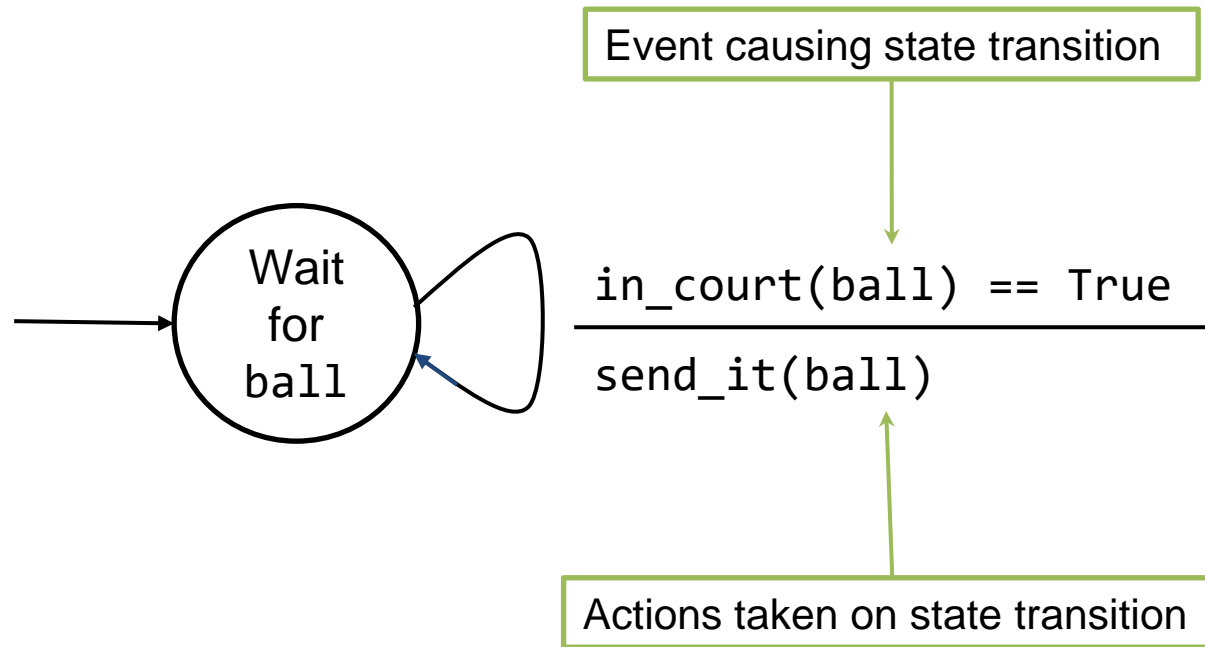 Event causing state transition
Wait
for
ball
in_court(ball) == True
send_it(ball)
Actions taken on state transition